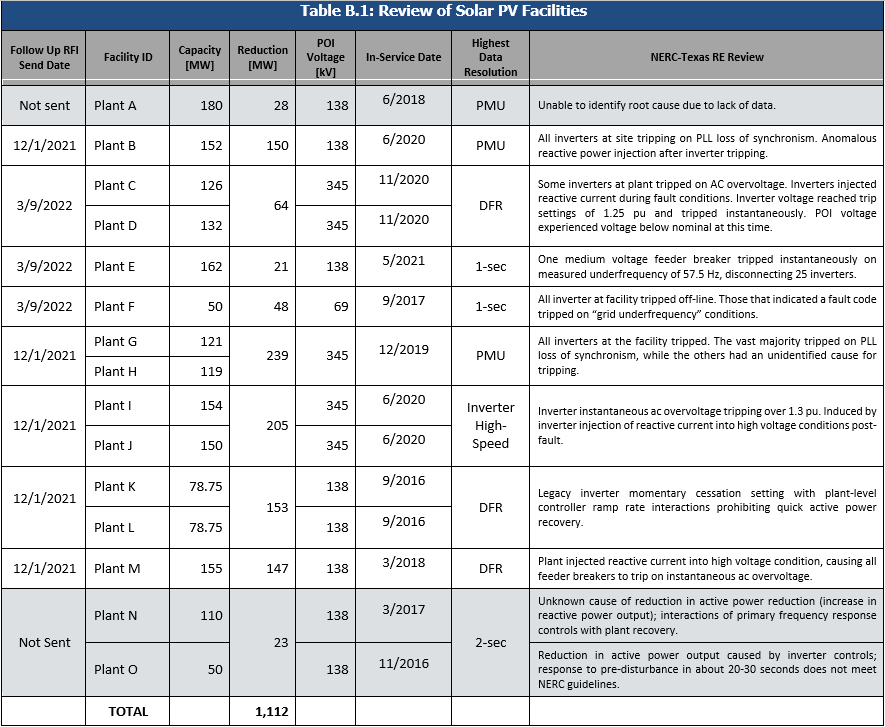 Table B.1: Review of Solar PV Facilities
Follow Up RFI Send Date | Facility ID | Capacity [MW] | Reduction [MW] | POI Voltage [kV] | In-Service Date | Highest Data Resolution | NERC-Texas RE Review
Not sent | Plant A | 180 | 28 | 138 | 6/2018 | PMU | Unable to identify root cause due to lack of data.
12/1/2021 | Plant B | 152 | 150 | 138 | 6/2020 | PMU | All inverters at site tripping on PLL loss of synchronism. Anomalous
reactive power injection after inverter tripping.
3/9/2022 | Plant C | 126 | 64 | 345 | 11/2020 | DFR | Some inverters at plant tripped on AC overvoltage. Inverters injected
reactive current during fault conditions. Inverter voltage reached trip
settings of 1.25 pu and tripped instantaneously. POI voltage
experienced voltage below nominal at this time.
Plant D | 132 | 345 | 11/2020
3/9/2022 | Plant E | 162 | 21 | 138 | 5/2021 | 1-sec | One medium voltage feeder breaker tripped instantaneously on
measured underfrequency of 57.5 Hz, disconnecting 25 inverters.
3/9/2022 | Plant F | 50 | 48 | 69 | 9/2017 | 1-sec | All inverter at facility tripped off-line. Those that indicated a fault code
tripped on “grid underfrequency” conditions.
12/1/2021 | Plant G | 121 | 239 | 345 | 12/2019 | PMU | All inverters at the facility tripped. The vast majority tripped on PLL
loss of synchronism, while the others had an unidentified cause for
tripping.
Plant H | 119
12/1/2021 | Plant I | 154 | 205 | 345 | 6/2020 | Inverter High-Speed | Inverter instantaneous ac overvoltage tripping over 1.3 pu. Induced by
inverter injection of reactive current into high voltage conditions post-
fault.
Plant J | 150 | 345 | 6/2020
12/1/2021 | Plant K | 78.75 | 153 | 138 | 9/2016 | DFR | Legacy inverter momentary cessation setting with plant-level
controller ramp rate interactions prohibiting quick active power
recovery.
Plant L | 78.75 | 138 | 9/2016
12/1/2021 | Plant M | 155 | 147 | 138 | 3/2018 | DFR | Plant injected reactive current into high voltage condition, causing all
feeder breakers to trip on instantaneous ac overvoltage.
Not Sent | Plant N | 110 | 23 | 138 | 3/2017 | 2-sec | Unknown cause of reduction in active power reduction (increase in
reactive power output); interactions of primary frequency response
controls with plant recovery.
Plant O | 50 | 138 | 11/2016 | Reduction in active power output caused by inverter controls;
response to pre-disturbance in about 20-30 seconds does not meet
NERC guidelines.
TOTAL | 1,112